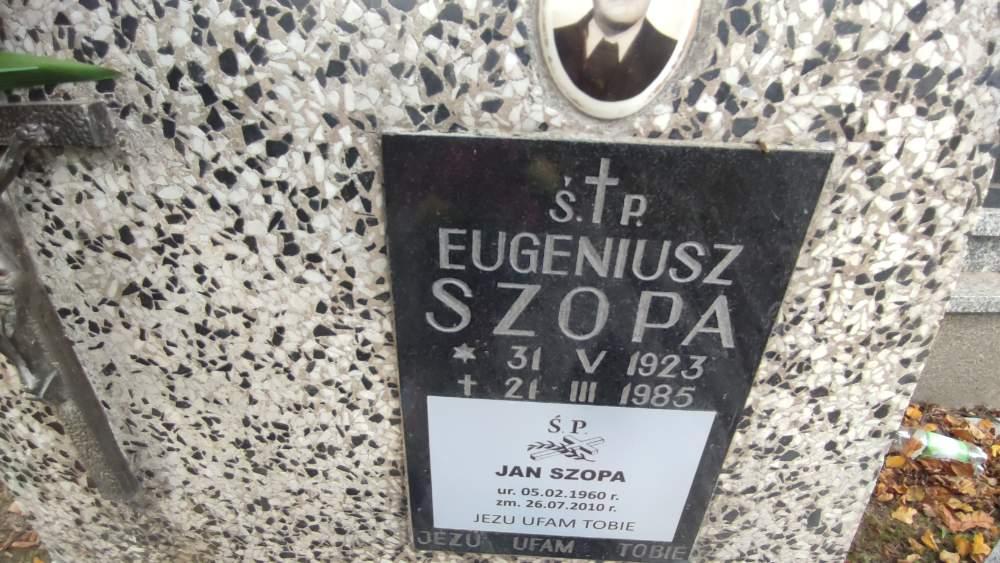 Ś. P.
EUGENIUSZ
SZOPA
* 31 V 1923
† 21 III 1985
Ś. P.
JAN SZOPA
ur. 05.02.1960 r.
zm. 26.07.2010 r.
JEZU UFAM TOBIE
JEZU UFAM TOBIE